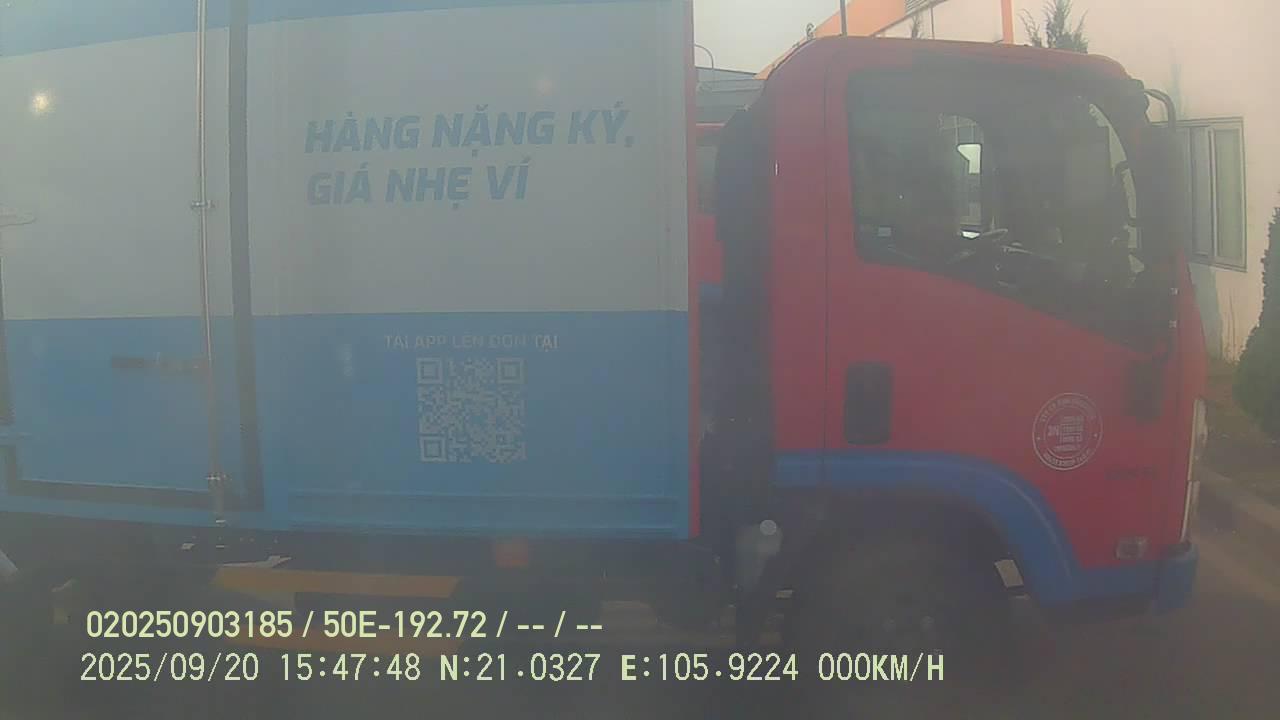 HÀNG NẶNG KÝ,
GIÁ NHẸ VÍ
TẢI APP LÊN ĐƠN TẠI
020250903185 / 50E-192.72 / -- / --
2025/09/20 15:47:48 N:21.0327 E:105.9224 000KM/H